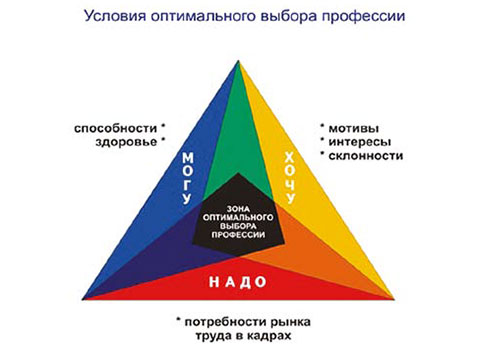 Условия оптимального выбора профессии
способности *
здоровье *
* мотивы
* интересы
* склонности
МОГУ
ХОЧУ
ЗОНА
ОПТИМАЛЬНОГО
ВЫБОРА
ПРОФЕССИИ
НАДО
* потребности рынка
труда в кадрах